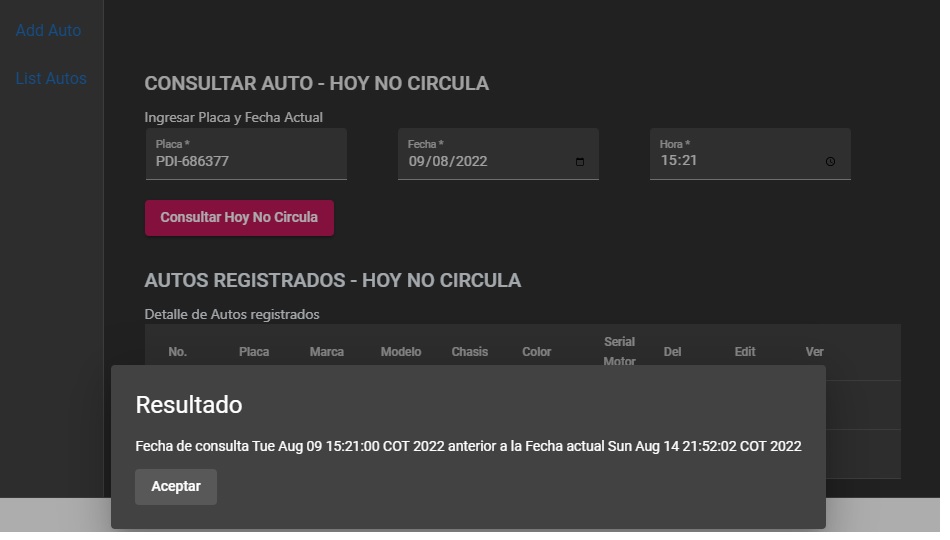 Add Auto
List Autos
CONSULTAR AUTO - HOY NO CIRCULA
Ingresar Placa y Fecha Actual
Placa *
PDI-686377
Fecha *
09/08/2022
Hora *
15:21
Consultar Hoy No Circula
AUTOS REGISTRADOS - HOY NO CIRCULA
Detalle de Autos registrados
No. Placa Marca Modelo Chasis Color Serial Motor Del Edit Ver
Resultado
Fecha de consulta Tue Aug 09 15:21:00 COT 2022 anterior a la Fecha actual Sun Aug 14 21:52:02 COT 2022
Aceptar